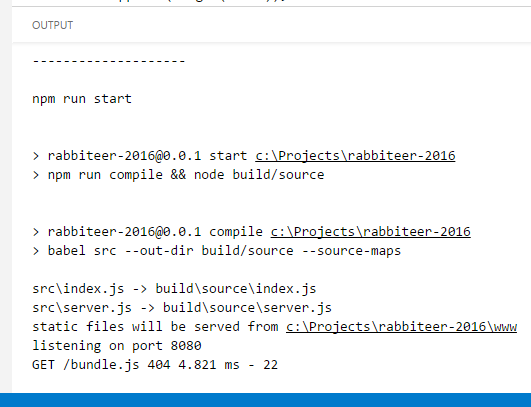 OUTPUT
--------------------
npm run start
> rabbiteer-2016@0.0.1 start c:\Projects\rabbiteer-2016
> npm run compile && node build/source
> rabbiteer-2016@0.0.1 compile c:\Projects\rabbiteer-2016
> babel src --out-dir build/source --source-maps
src\index.js -> build\source\index.js
src\server.js -> build\source\server.js
static files will be served from c:\Projects\rabbiteer-2016\www
listening on port 8080
GET /bundle.js 404 4.821 ms - 22